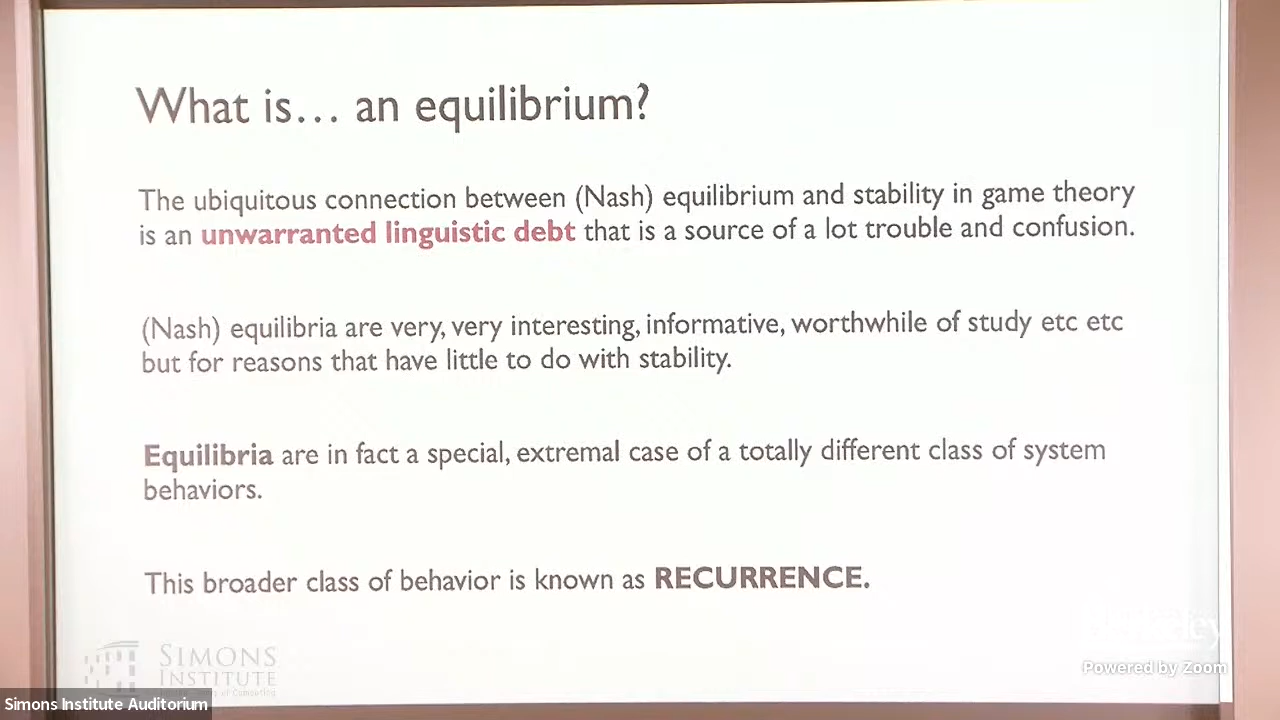 What is... an equilibrium?
The ubiquitous connection between (Nash) equilibrium and stability in game theory
is an unwarranted linguistic debt that is a source of a lot trouble and confusion.
(Nash) equilibria are very, very interesting, informative, worthwhile of study etc etc
but for reasons that have little to do with stability.
Equilibria are in fact a special, extremal case of a totally different class of system
behaviors.
This broader class of behavior is known as RECURRENCE.
SIMONS
INSTITUTE
of Computing
Berkeley
Powered by Zoom
Simons Institute Auditorium